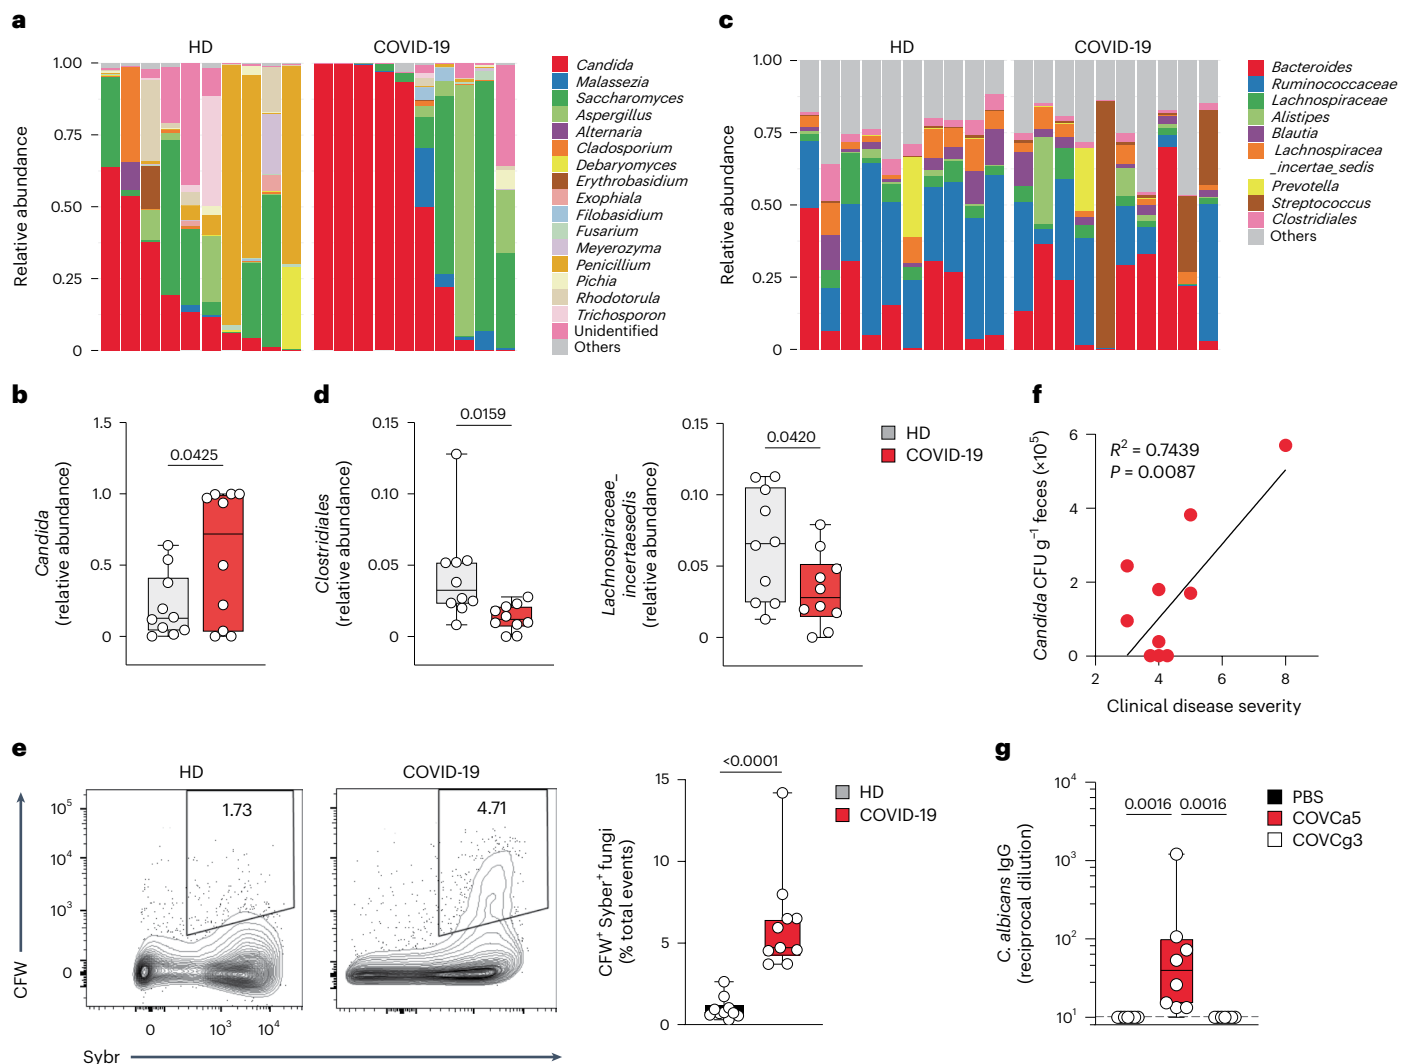 a
HD
COVID-19
Relative abundance
1.00
0.75
0.50
0.25
0
Candida
Malassezia
Saccharomyces
Aspergillus
Alternaria
Cladosporium
Debaryomyces
Erythrobasidium
Exophiala
Filobasidium
Fusarium
Meyerozyma
Penicillium
Pichia
Rhodotorula
Trichosporon
Unidentified
Others
c
HD
COVID-19
Relative abundance
1.00
0.75
0.50
0.25
0
Bacteroides
Ruminococcaceae
Lachnospiraceae
Alistipes
Blautia
Lachnospiracea
_incertae_sedis
Prevotella
Streptococcus
Clostridiales
Others
b
Candida
(relative abundance)
1.5
1.0
0.5
0
0.0425
d
Clostridiales
(relative abundance)
0.15
0.10
0.05
0
0.0159
Lachnospiraceae_
incertaesedis
(relative abundance)
0.15
0.10
0.05
0
0.0420
HD
COVID-19
f
Candida CFU g⁻¹ feces (×10⁵)
6
4
2
0
R² = 0.7439
P = 0.0087
2
4
6
8
Clinical disease severity
e
HD
COVID-19
CFW
10⁵
10⁴
10³
0
1.73
4.71
0
10³
10⁴
Sybr
CFW⁺ Syber⁺ fungi
(% total events)
15
10
5
0
<0.0001
HD
COVID-19
g
C. albicans IgG
(reciprocal dilution)
10⁴
10³
10²
10¹
0.0016
0.0016
PBS
COVCa5
COVCg3